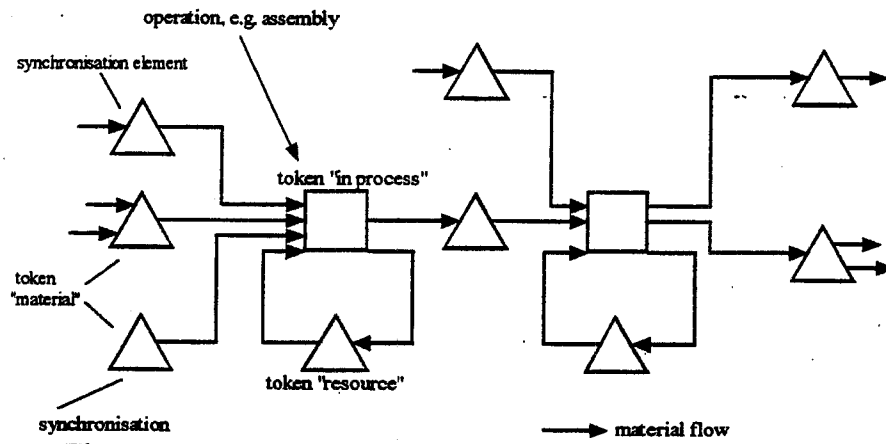 operation, e.g. assembly
synchronisation element
token "in process"
token
"material"
token "resource"
synchronisation
material flow